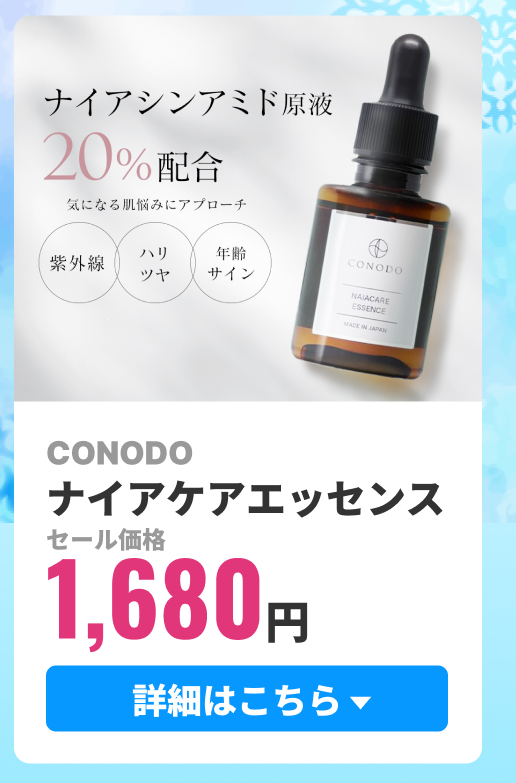 ナイアシンアミド原液
20%配合
気になる肌悩みにアプローチ
紫外線
ハリ
ツヤ
年齢
サイン
CONODO
NAIACARE
ESSENCE
MADE IN JAPAN
CONODO
ナイアケアエッセンス
セール価格
1,680円
詳細はこちら